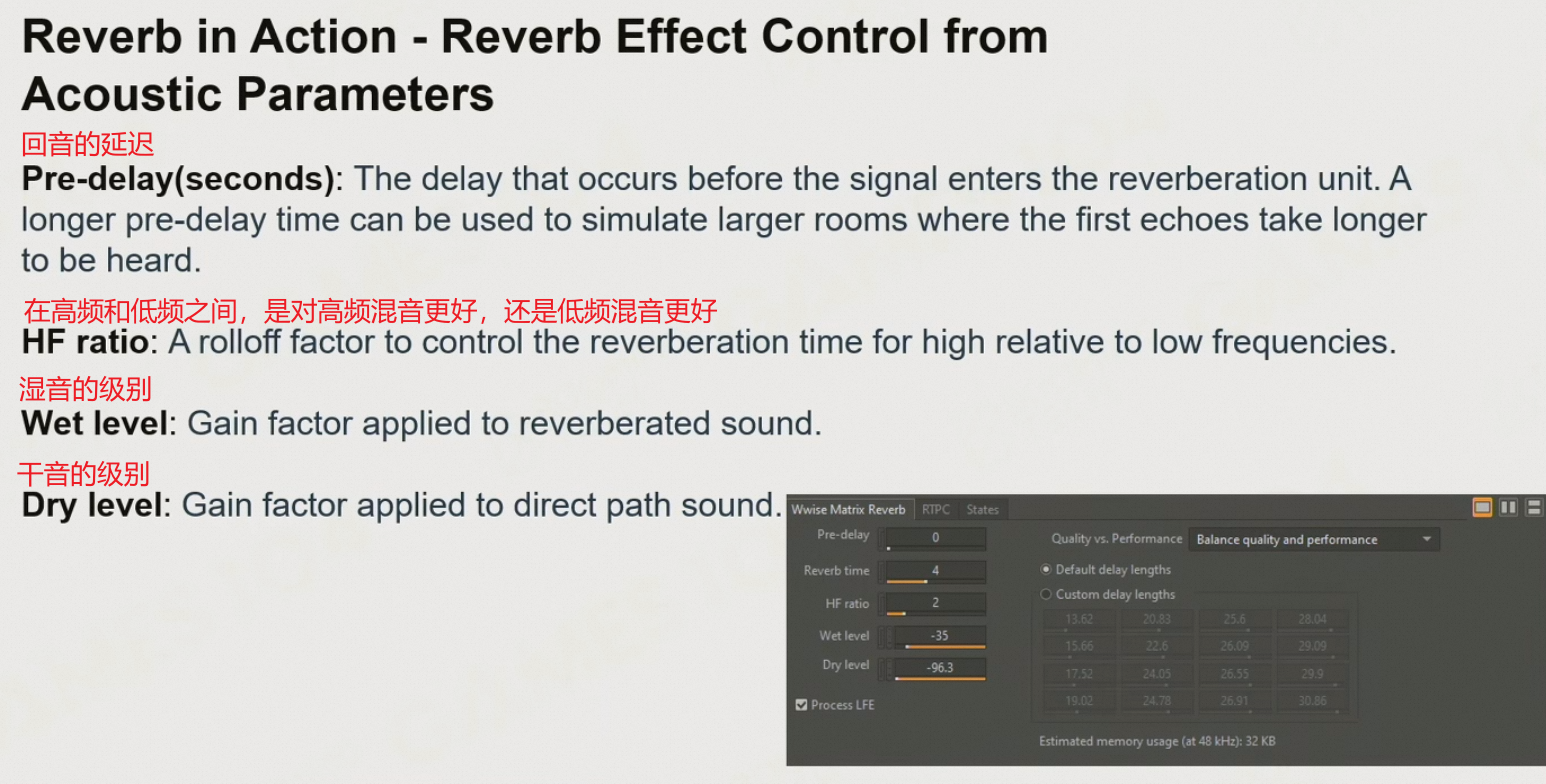 Reverb in Action - Reverb Effect Control from
Acoustic Parameters
回音的延迟
Pre-delay(seconds): The delay that occurs before the signal enters the reverberation unit. A
longer pre-delay time can be used to simulate larger rooms where the first echoes take longer
to be heard.
在高频和低频之间，是对高频混音更好，还是低频混音更好
HF ratio: A rolloff factor to control the reverberation time for high relative to low frequencies.
湿音的级别
Wet level: Gain factor applied to reverberated sound.
干音的级别
Dry level: Gain factor applied to direct path sound.
Wwise Matrix Reverb RTPC States
Pre-delay 0 Quality vs. Performance Balance quality and performance
Reverb time 4 Default delay lengths
HF ratio 2 Custom delay lengths
13.62 20.83 25.6 28.04
Wet level -35
15.66 22.6 26.09 29.09
Dry level -96.3
17.52 24.05 26.55 29.9
Process LFE 19.02 24.78 26.91 30.86
Estimated memory usage (at 48 kHz): 32 KB